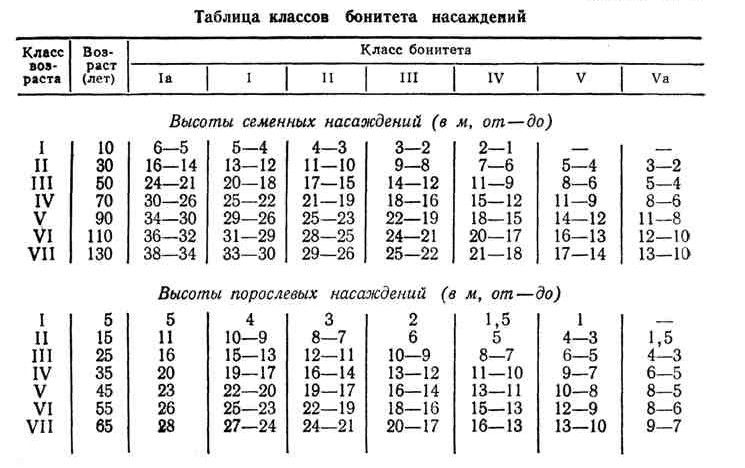 Таблица классов бонитета насаждений
Класс воз- раста Воз- раст (лет) Класс бонитета
Iа I II III IV V Vа
Высоты семенных насаждений (в м, от—до)
I 10 6—5 5—4 4—3 3—2 2—1 — —
II 30 16—14 13—12 11—10 9—8 7—6 5—4 3—2
III 50 24—21 20—18 17—15 14—12 11—9 8—6 5—4
IV 70 30—26 25—22 21—19 18—16 15—12 11—9 8—6
V 90 34—30 29—26 25—23 22—19 18—15 14—12 11—8
VI 110 36—32 31—29 28—25 24—21 20—17 16—13 12—10
VII 130 38—34 33—30 29—26 25—22 21—18 17—14 13—10
Высоты порослевых насаждений (в м, от—до)
I 5 5 4 3 2 1,5 1 —
II 15 11 10—9 8—7 6 5 4—3 1,5
III 25 16 15—13 12—11 10—9 8—7 6—5 4—3
IV 35 20 19—17 16—14 13—12 11—10 9—7 6—5
V 45 23 22—20 19—17 16—14 13—11 10—8 8—5
VI 55 26 25—23 22—19 18—16 15—13 12—9 8—6
VII 65 28 27—24 24—21 20—17 16—13 13—10 9—7